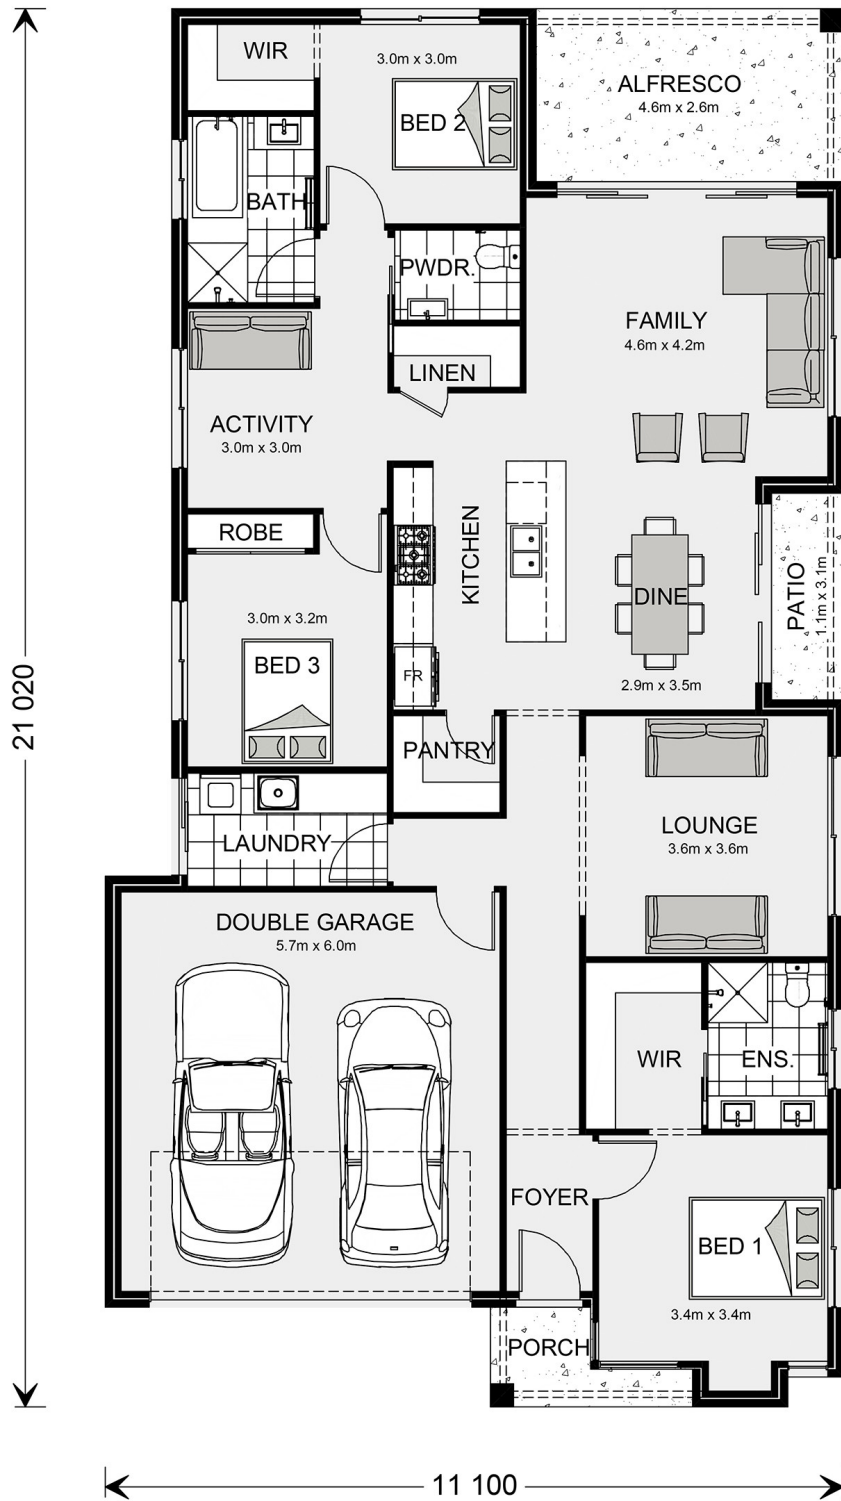 WIR
3.0m x 3.0m
BED 2
ALFRESCO
4.6m x 2.6m
BATH
PWDR.
FAMILY
4.6m x 4.2m
LINEN
ACTIVITY
3.0m x 3.0m
ROBE
KITCHEN
DINE
2.9m x 3.5m
PATIO
1.1m x 3.1m
3.0m x 3.2m
BED 3
FR
21 020
PANTRY
LOUNGE
3.6m x 3.6m
LAUNDRY
DOUBLE GARAGE
5.7m x 6.0m
WIR
ENS.
FOYER
BED 1
3.4m x 3.4m
PORCH
11 100